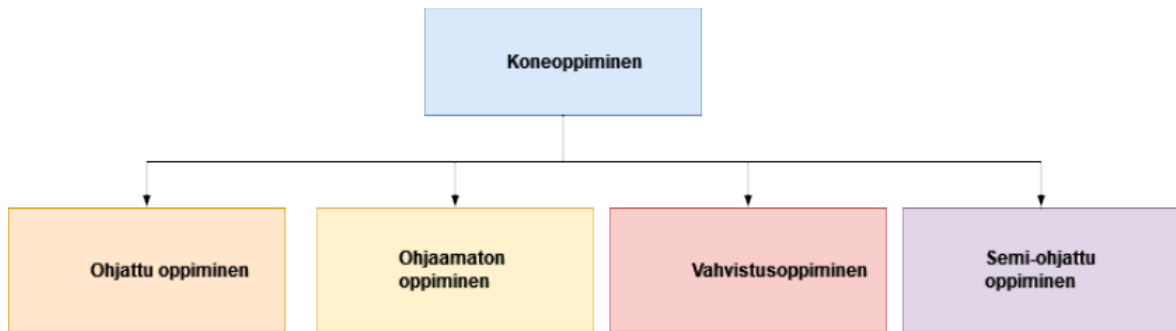 Koneoppiminen
Ohjattu oppiminen
Ohjaamaton
oppiminen
Vahvistusoppiminen
Semi-ohjattu
oppiminen